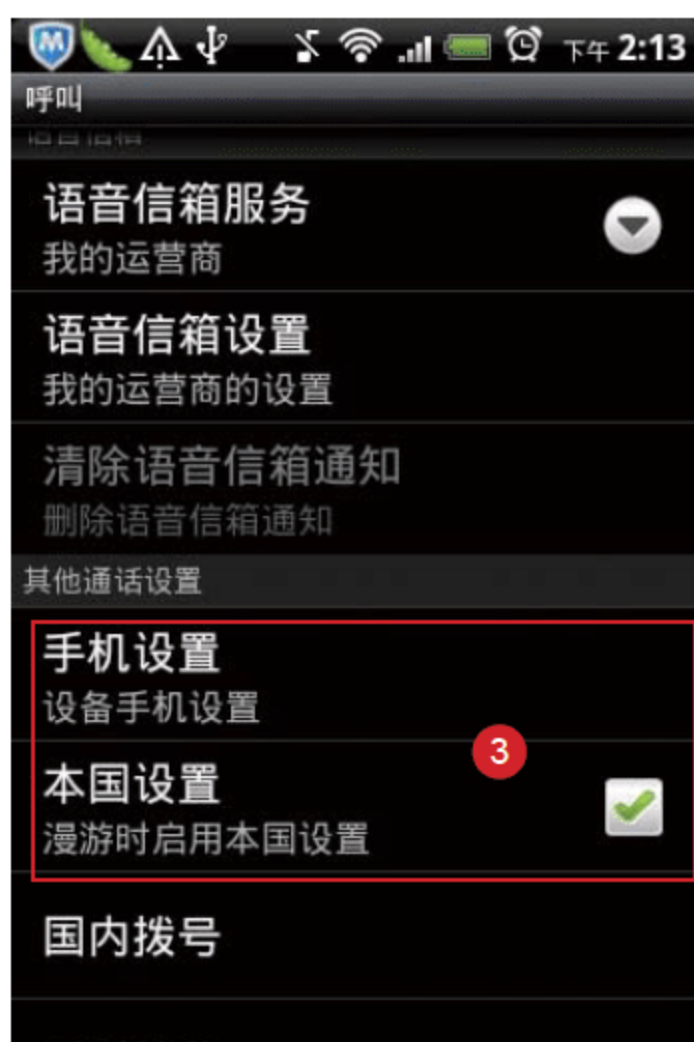 下午 2:13
呼叫
语音信箱
语音信箱服务
我的运营商
语音信箱设置
我的运营商的设置
清除语音信箱通知
删除语音信箱通知
其他通话设置
手机设置
设备手机设置
3
本国设置
漫游时启用本国设置
国内拨号